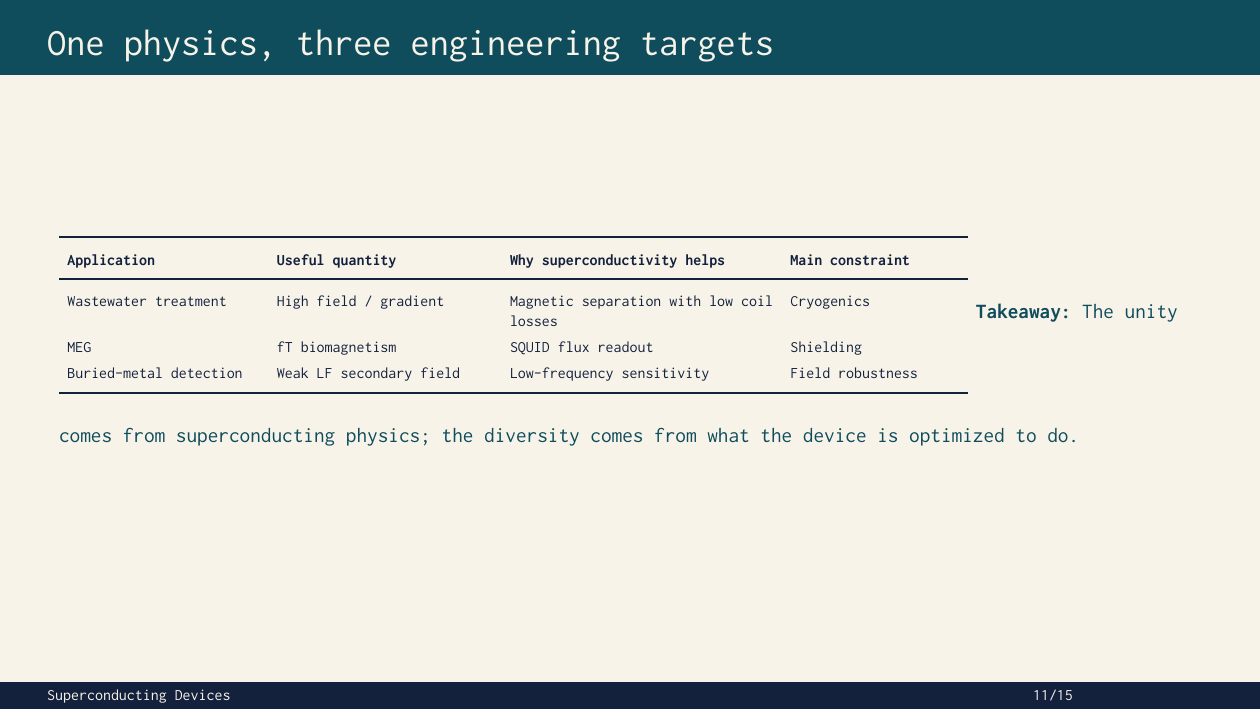 One physics, three engineering targets
Application Useful quantity Why superconductivity helps Main constraint
Wastewater treatment High field / gradient Magnetic separation with low coil losses Cryogenics
MEG fT biomagnetism SQUID flux readout Shielding
Buried-metal detection Weak LF secondary field Low-frequency sensitivity Field robustness
Takeaway: The unity
comes from superconducting physics; the diversity comes from what the device is optimized to do.
Superconducting Devices 11/15